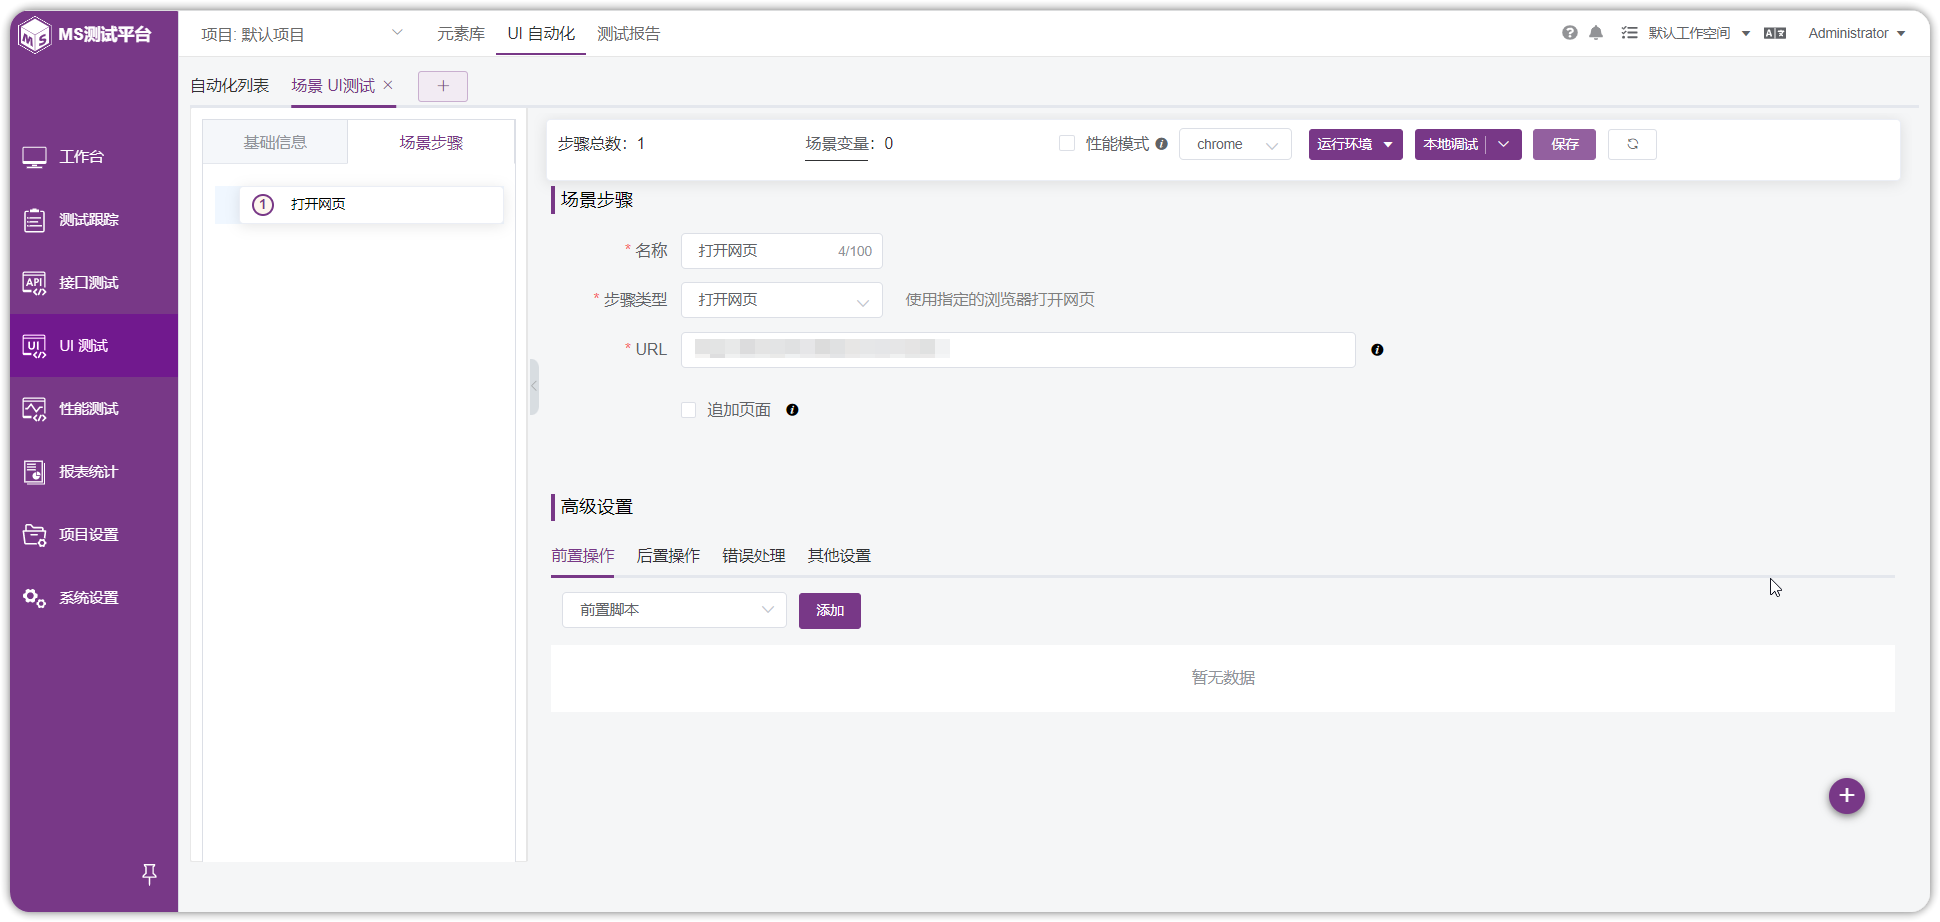 MS测试平台
项目: 默认项目
元素库
UI 自动化
测试报告
默认工作空间
Administrator
自动化列表
场景 UI测试
工作台
测试跟踪
接口测试
UI 测试
性能测试
报表统计
项目设置
系统设置
基础信息
场景步骤
1 打开网页
步骤总数：1
场景变量：0
性能模式
chrome
运行环境
本地调试
保存
场景步骤
* 名称 打开网页 4/100
* 步骤类型 打开网页 使用指定的浏览器打开网页
* URL
追加页面
高级设置
前置操作 后置操作 错误处理 其他设置
前置脚本 添加
暂无数据